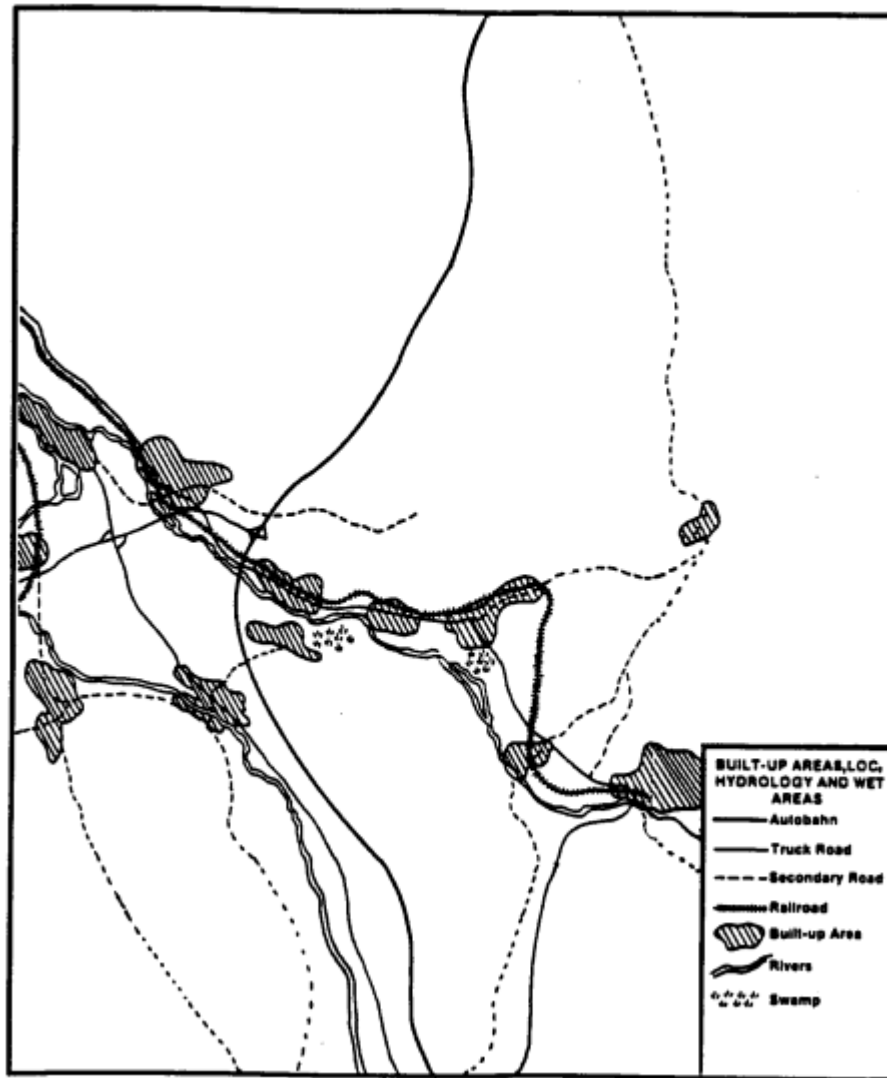 BUILT-UP AREAS,LOC,
HYDROLOGY AND WET
AREAS
Autobahn
Truck Road
Secondary Road
Railroad
Built-up Area
Rivers
Swamp